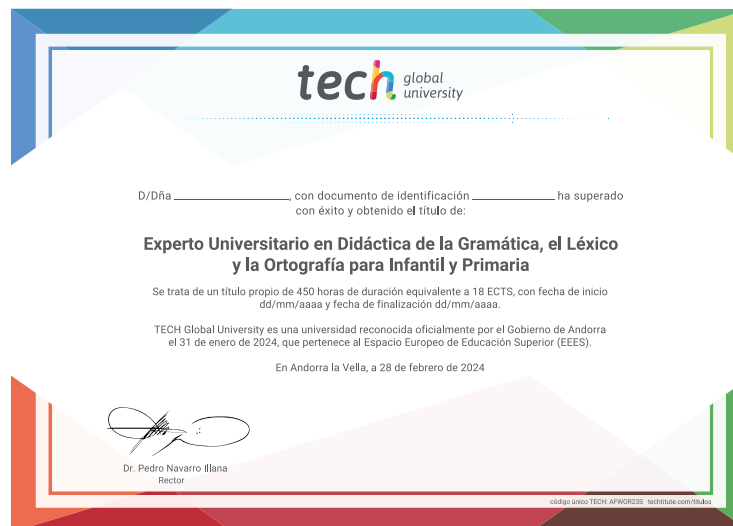 tech global university
D/Dña ____________, con documento de identificación ____________ ha superado
con éxito y obtenido el título de:
Experto Universitario en Didáctica de la Gramática, el Léxico
y la Ortografía para Infantil y Primaria
Se trata de un título propio de 450 horas de duración equivalente a 18 ECTS, con fecha de inicio
dd/mm/aaaa y fecha de finalización dd/mm/aaaa.
TECH Global University es una universidad reconocida oficialmente por el Gobierno de Andorra
el 31 de enero de 2024, que pertenece al Espacio Europeo de Educación Superior (EEES).
En Andorra la Vella, a 28 de febrero de 2024
Dr. Pedro Navarro Illana
Rector
código único TECH: AFWOR23S techtitute.com/titulos